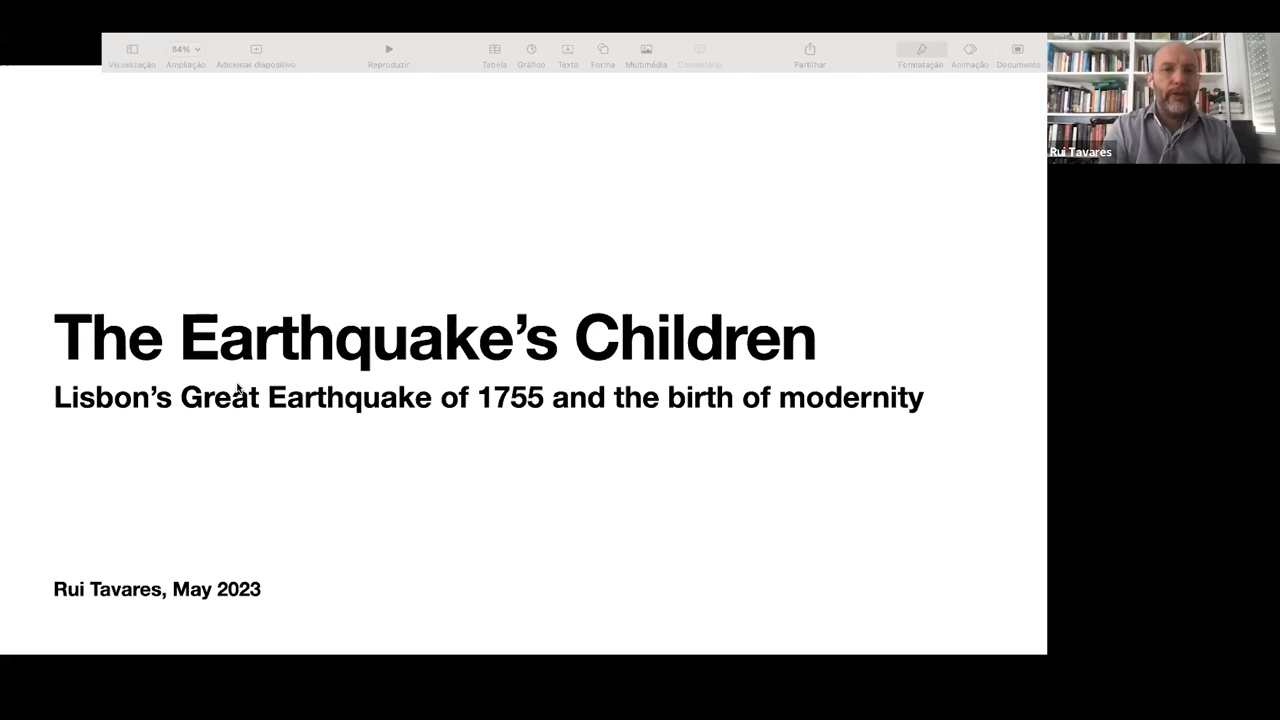 84%
Visualização Ampliação Adicionar diapositivo Reproduzir Tabela Gráfico Texto Forma Multimédia Comentário Partilhar Formatação Animação Documento
Rui Tavares
The Earthquake’s Children
Lisbon’s Great Earthquake of 1755 and the birth of modernity
Rui Tavares, May 2023